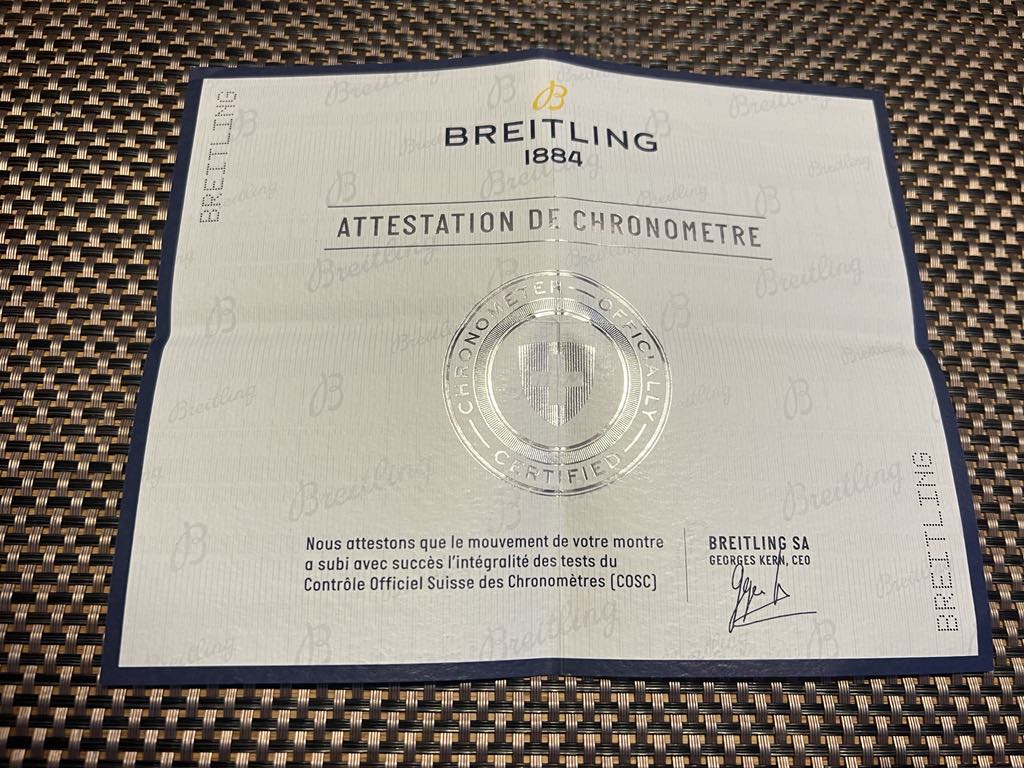 B
BREITLING
1884
BREITLING
ATTESTATION DE CHRONOMETRE
CHRONOMETER OFFICIALLY
CERTIFIED
Nous attestons que le mouvement de votre montre
a subi avec succès l'intégralité des tests du
Contrôle Officiel Suisse des Chronomètres (COSC)
BREITLING SA
GEORGES KERN, CEO
BREITLING